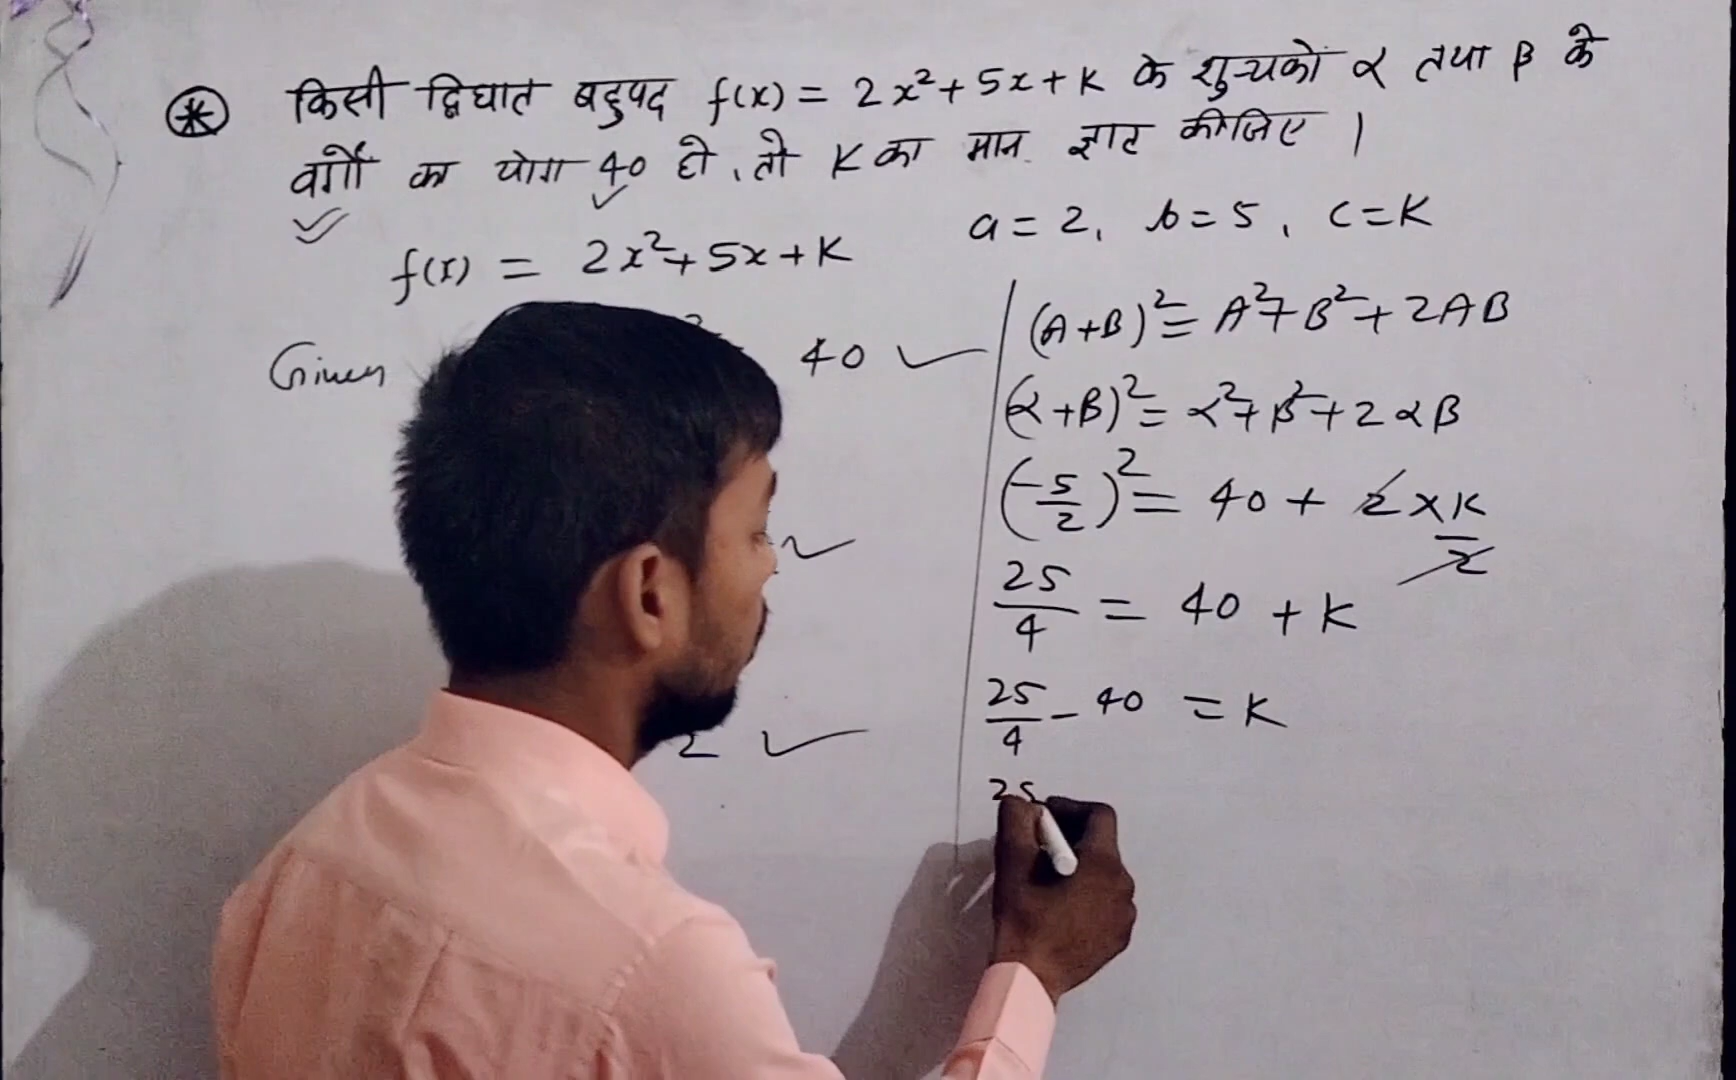 किसी द्विघात बहुपद f(x) = 2x²+5x+K के शुन्यको α तथा β के
वर्गों का योग 40 हो, तो K का मान ज्ञात कीजिए ।
a = 2, b = 5, c = K
f(x) = 2x²+5x+K
Given 40
2
(A+B)² = A²+B²+2AB
(α+β)² = α²+β²+2αβ
(-5/2)² = 40 + 2×K/2
25/4 = 40 + K
25/4 - 40 = K
25